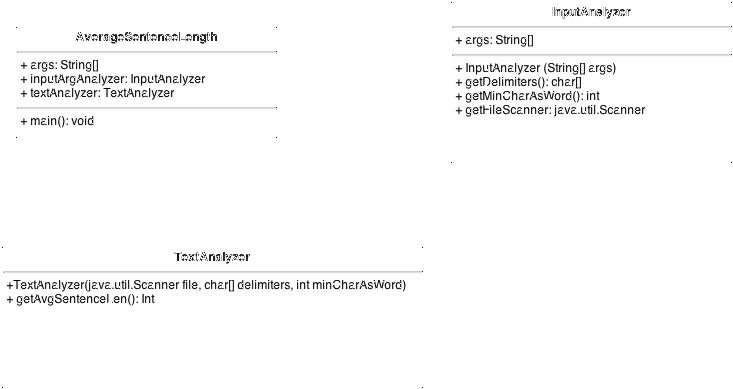 AverageSentenceLength
+ args: String[]
+ inputArgAnalyzer: InputAnalyzer
+ textAnalyzer: TextAnalyzer
+ main(): void
InputAnalyzer
+ args: String[]
+ InputAnalyzer (String[] args)
+ getDelimiters(): char[]
+ getMinCharAsWord(): int
+ getFileScanner: java.util.Scanner
TextAnalyzer
+TextAnalyzer(java.util.Scanner file, char[] delimiters, int minCharAsWord)
+ getAvgSentenceLen(): Int